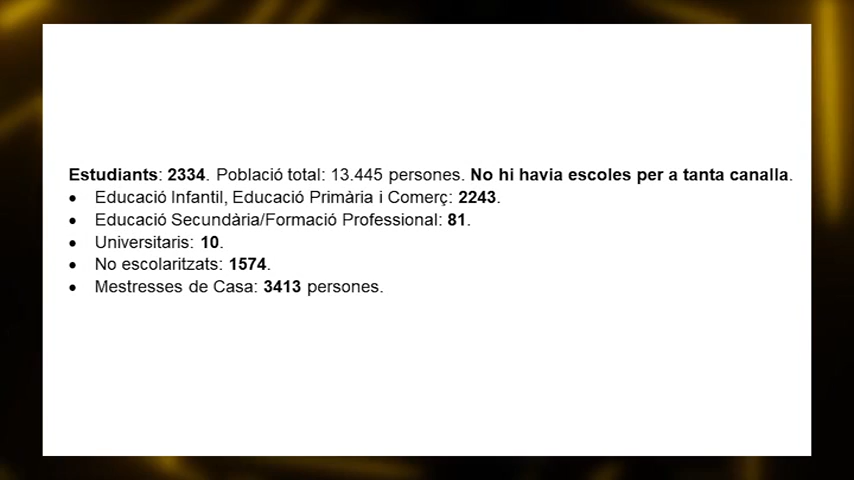 Estudiants: 2334. Població total: 13.445 persones. No hi havia escoles per a tanta canalla.
• Educació Infantil, Educació Primària i Comerç: 2243.
• Educació Secundària/Formació Professional: 81.
• Universitaris: 10.
• No escolaritzats: 1574.
• Mestresses de Casa: 3413 persones.